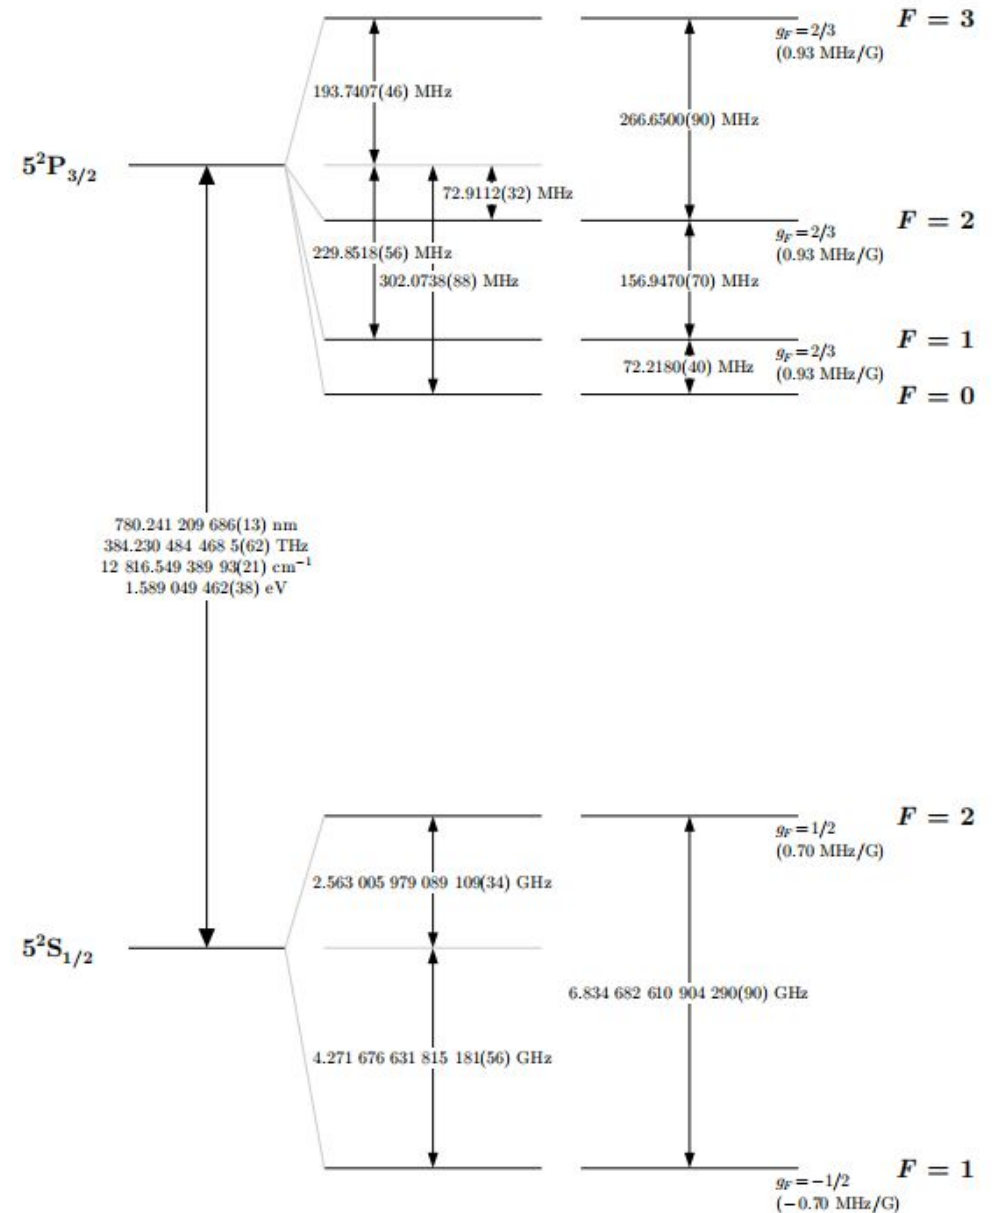 F = 3
g_F = 2/3
(0.93 MHz/G)
193.7407(46) MHz
266.6500(90) MHz
5²P₃/₂
72.9112(32) MHz
F = 2
g_F = 2/3
(0.93 MHz/G)
229.8518(56) MHz
302.0738(88) MHz
156.9470(70) MHz
F = 1
g_F = 2/3
(0.93 MHz/G)
72.2180(40) MHz
F = 0
780.241 209 686(13) nm
384.230 484 468 5(62) THz
12 816.549 389 93(21) cm⁻¹
1.589 049 462(38) eV
F = 2
g_F = 1/2
(0.70 MHz/G)
2.563 005 979 089 109(34) GHz
5²S₁/₂
6.834 682 610 904 290(90) GHz
4.271 676 631 815 181(56) GHz
F = 1
g_F = −1/2
(−0.70 MHz/G)